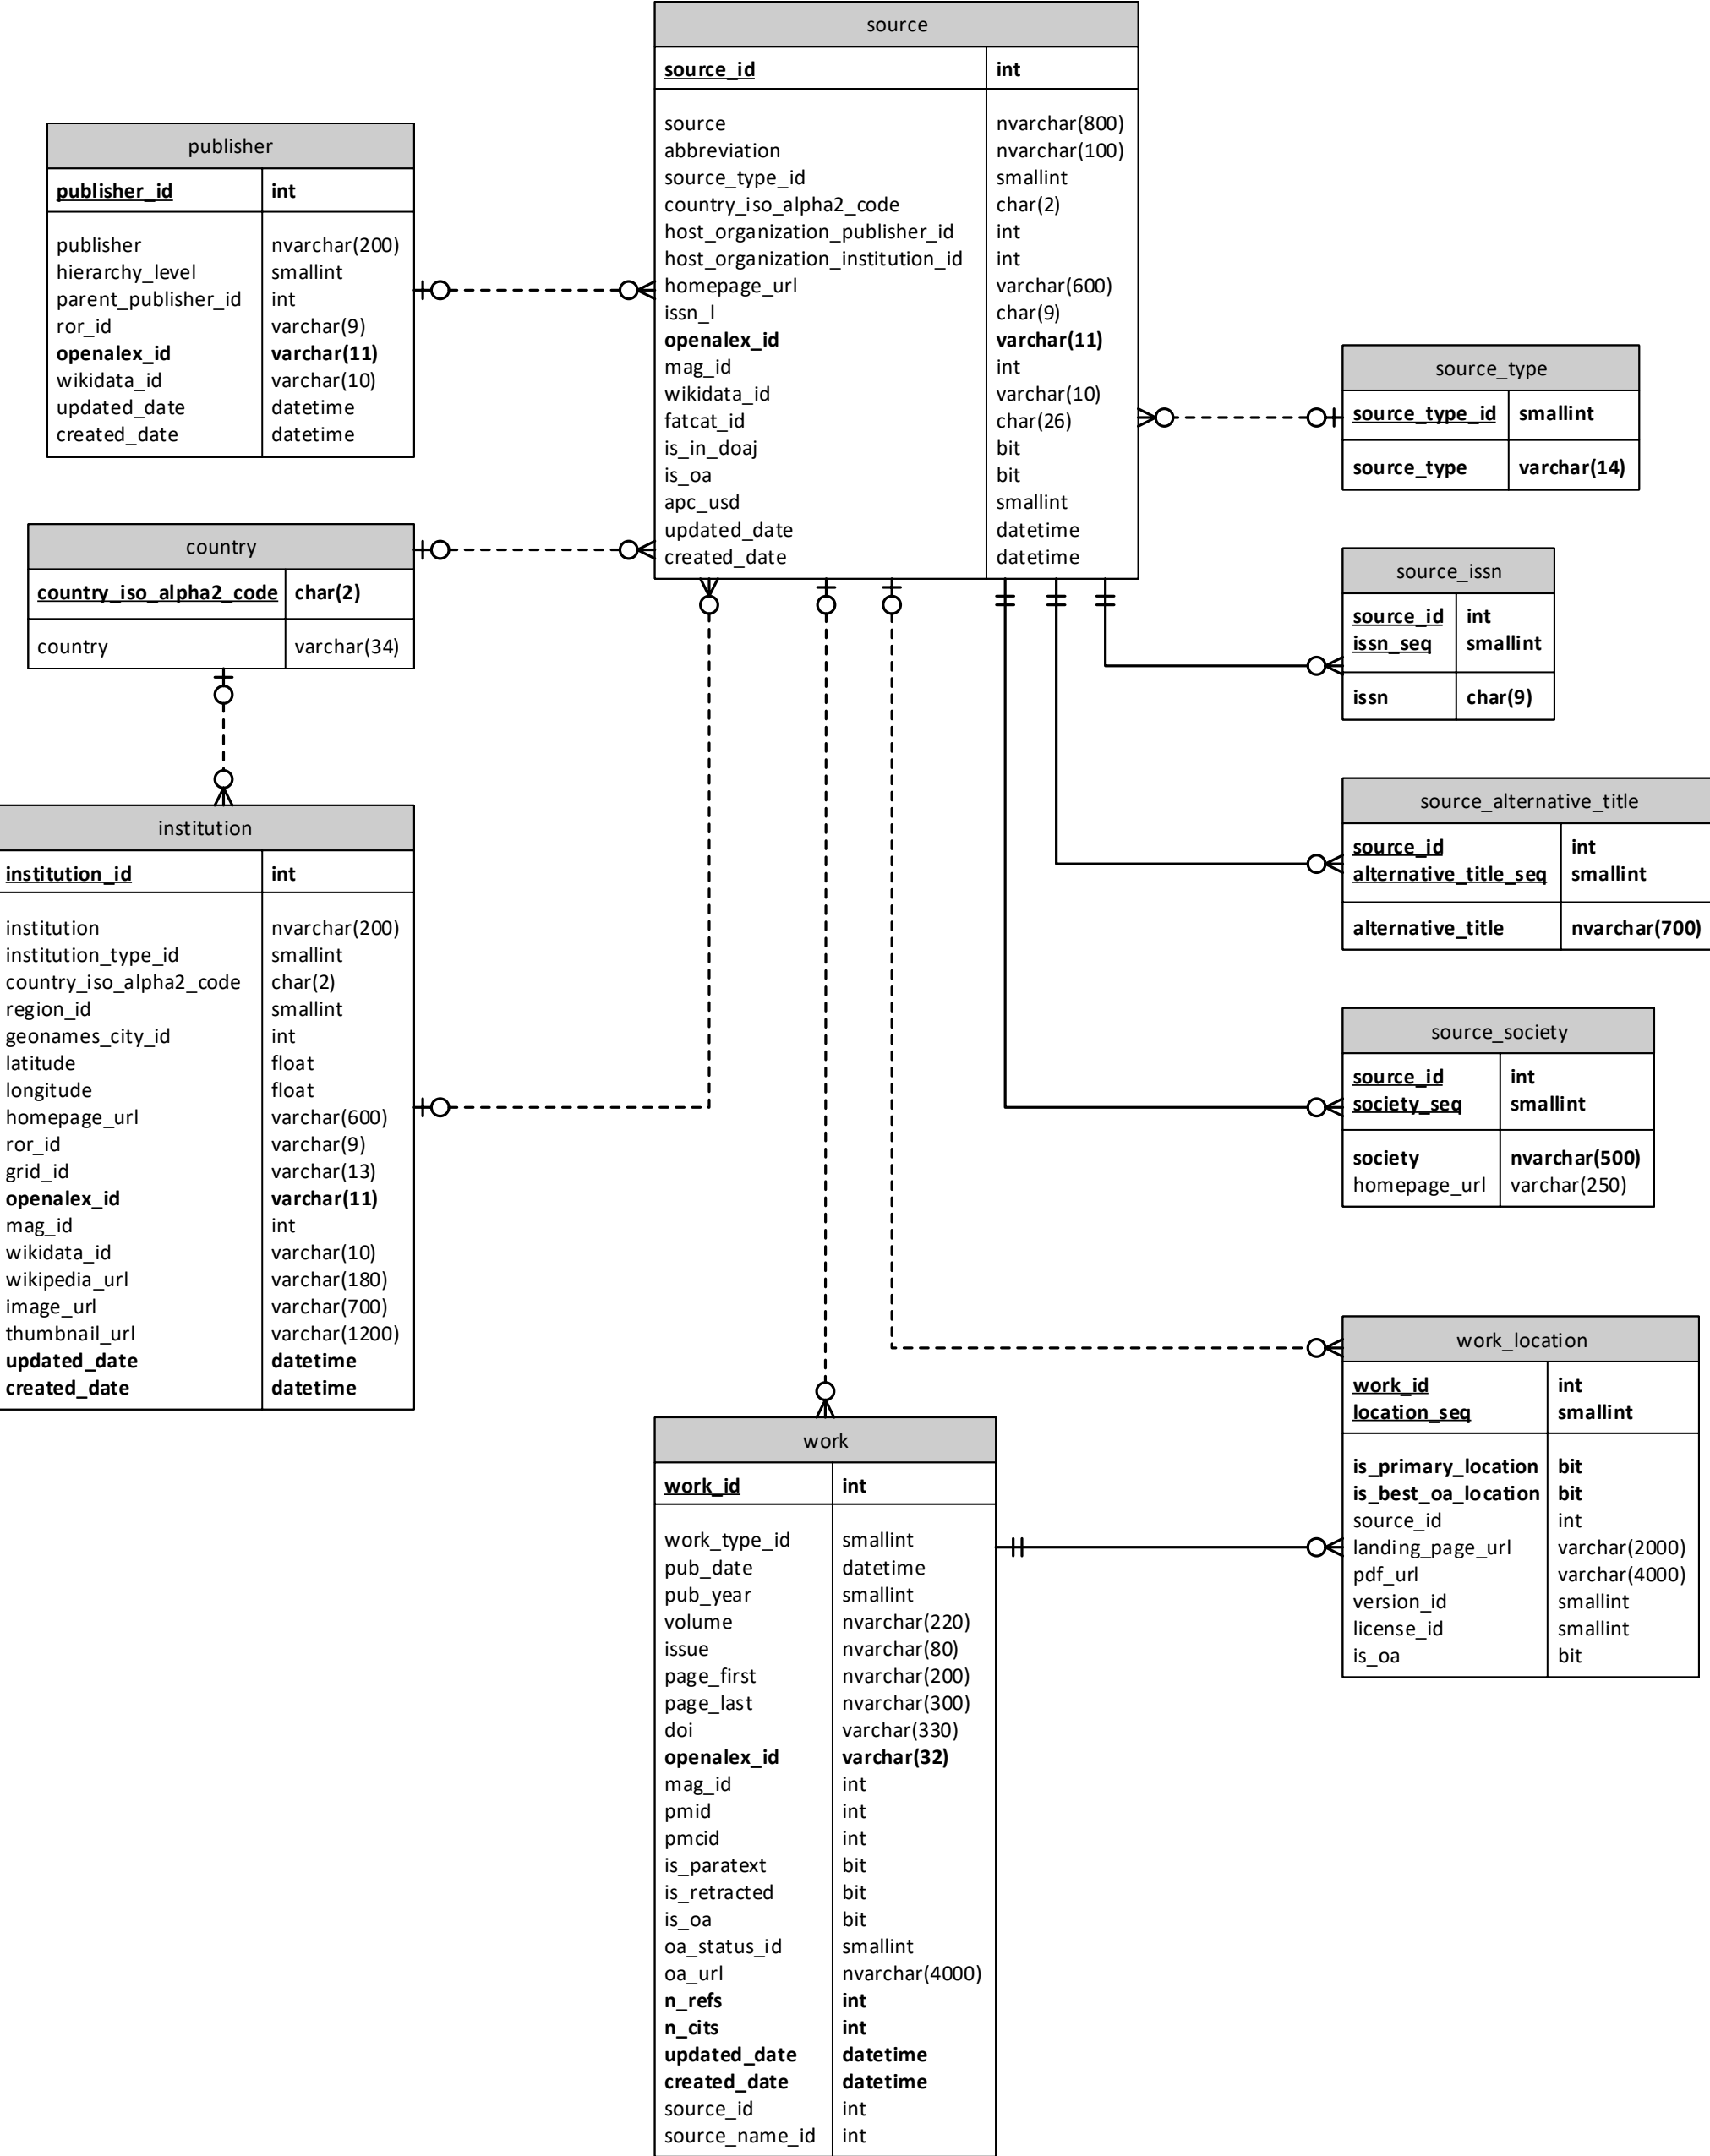 source
source_id int
source nvarchar(800)
abbreviation nvarchar(100)
source_type_id smallint
country_iso_alpha2_code char(2)
host_organization_publisher_id int
host_organization_institution_id int
homepage_url varchar(600)
issn_l char(9)
openalex_id varchar(11)
mag_id int
wikidata_id varchar(10)
fatcat_id char(26)
is_in_doaj bit
is_oa bit
apc_usd smallint
updated_date datetime
created_date datetime
publisher
publisher_id int
publisher nvarchar(200)
hierarchy_level smallint
parent_publisher_id int
ror_id varchar(9)
openalex_id varchar(11)
wikidata_id varchar(10)
updated_date datetime
created_date datetime
source_type
source_type_id smallint
source_type varchar(14)
country
country_iso_alpha2_code char(2)
country varchar(34)
source_issn
source_id int
issn_seq smallint
issn char(9)
source_alternative_title
source_id int
alternative_title_seq smallint
alternative_title nvarchar(700)
institution
institution_id int
institution nvarchar(200)
institution_type_id smallint
country_iso_alpha2_code char(2)
region_id smallint
geonames_city_id int
latitude float
longitude float
homepage_url varchar(600)
ror_id varchar(9)
grid_id varchar(13)
openalex_id varchar(11)
mag_id int
wikidata_id varchar(10)
wikipedia_url varchar(180)
image_url varchar(700)
thumbnail_url varchar(1200)
updated_date datetime
created_date datetime
source_society
source_id int
society_seq smallint
society nvarchar(500)
homepage_url varchar(250)
work_location
work_id int
location_seq smallint
is_primary_location bit
is_best_oa_location bit
source_id int
landing_page_url varchar(2000)
pdf_url varchar(4000)
version_id smallint
license_id smallint
is_oa bit
work
work_id int
work_type_id smallint
pub_date datetime
pub_year smallint
volume nvarchar(220)
issue nvarchar(80)
page_first nvarchar(200)
page_last nvarchar(300)
doi varchar(330)
openalex_id varchar(32)
mag_id int
pmid int
pmcid int
is_paratext bit
is_retracted bit
is_oa bit
oa_status_id smallint
oa_url nvarchar(4000)
n_refs int
n_cits int
updated_date datetime
created_date datetime
source_id int
source_name_id int